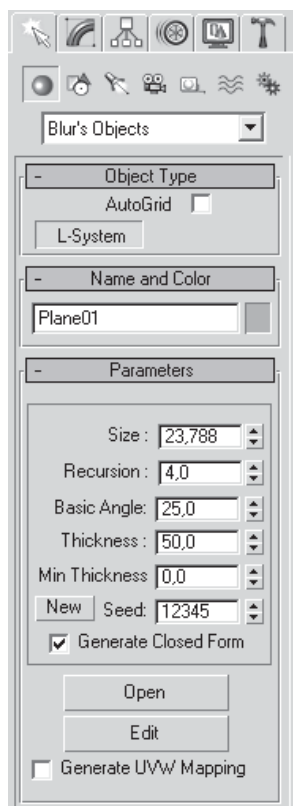 Blur's Objects
- Object Type
AutoGrid
L-System
- Name and Color
Plane01
- Parameters
Size : 23,788
Recursion : 4,0
Basic Angle: 25,0
Thickness : 50,0
Min Thickness 0,0
New Seed: 12345
Generate Closed Form
Open
Edit
Generate UVW Mapping